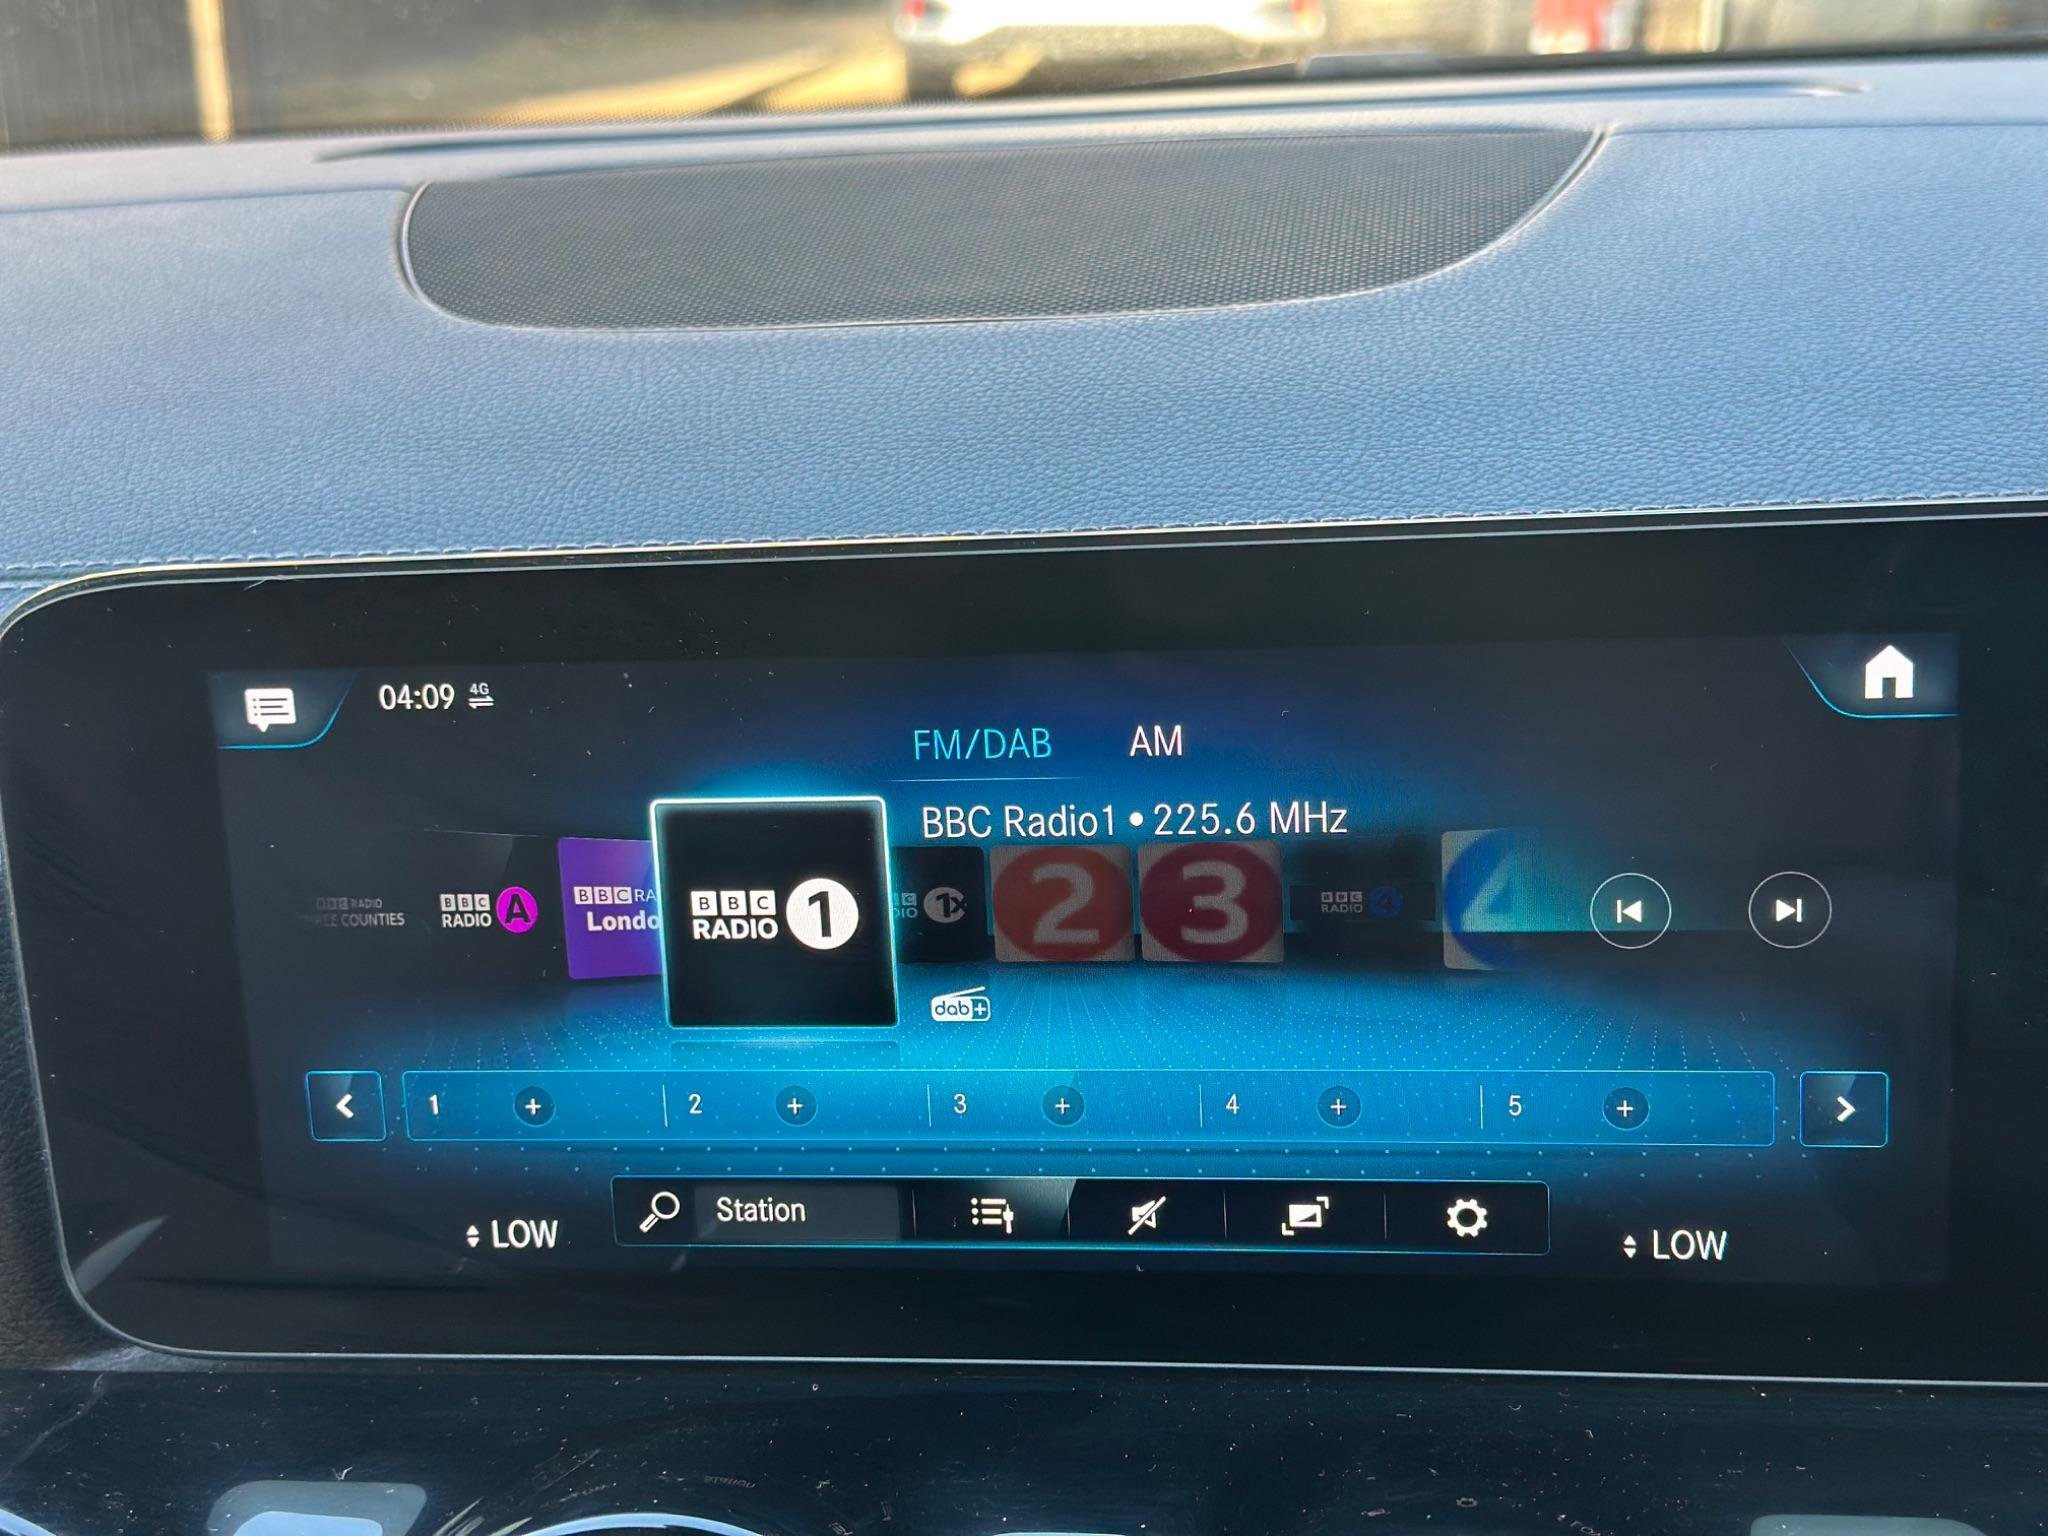 04:09 4G
FM/DAB AM
BBC Radio1 • 225.6 MHz
BBC RADIO
COUNTIES
BBC RADIO A
BBC
Londo
BBC RADIO 1
1X
2
3
BBC RADIO 4
4
dab+
1 + 2 + 3 + 4 + 5 +
LOW
Station
LOW